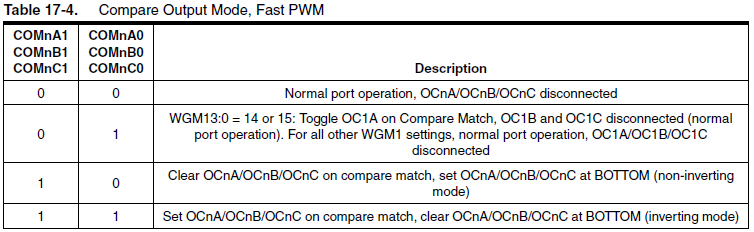 Table 17-4. Compare Output Mode, Fast PWM
COMnA1 COMnA0
COMnB1 COMnB0
COMnC1 COMnC0 Description
0 0 Normal port operation, OCnA/OCnB/OCnC disconnected
WGM13:0 = 14 or 15: Toggle OC1A on Compare Match, OC1B and OC1C disconnected (normal
0 1 port operation). For all other WGM1 settings, normal port operation, OC1A/OC1B/OC1C
disconnected
1 0 Clear OCnA/OCnB/OCnC on compare match, set OCnA/OCnB/OCnC at BOTTOM (non-inverting
mode)
1 1 Set OCnA/OCnB/OCnC on compare match, clear OCnA/OCnB/OCnC at BOTTOM (inverting mode)